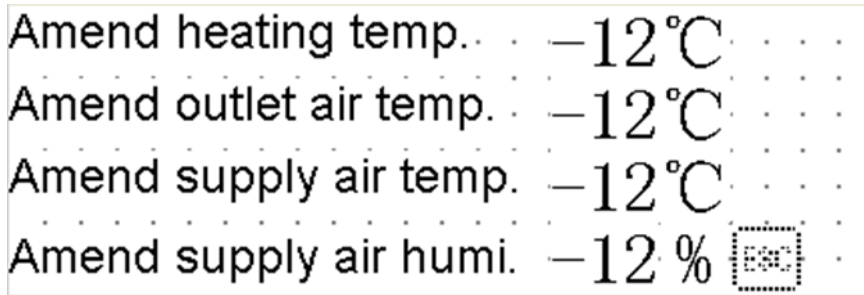 Amend heating temp. −12℃
Amend outlet air temp. −12℃
Amend supply air temp. −12℃
Amend supply air humi. −12 % ESC